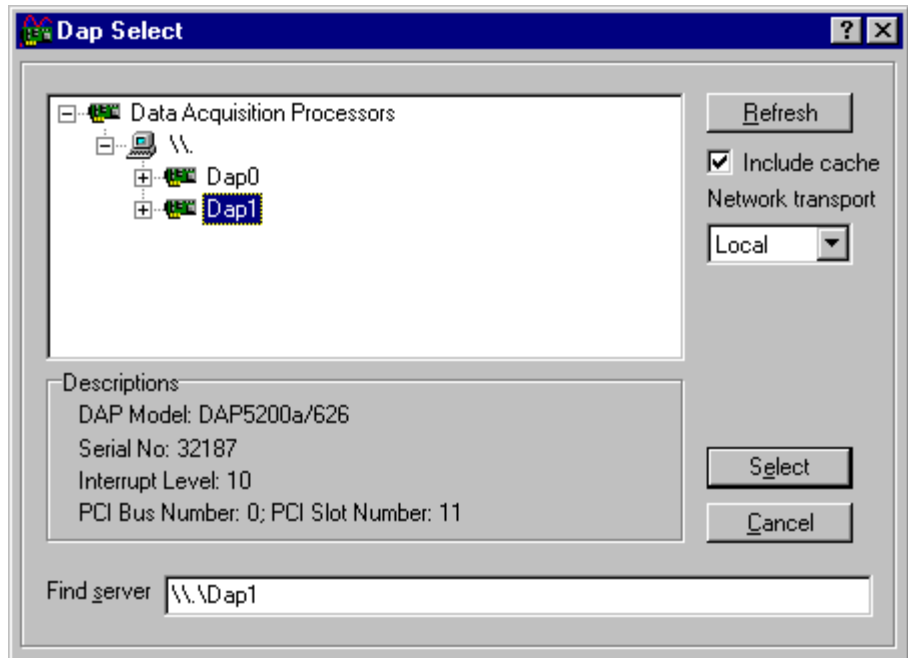 Dap Select
Data Acquisition Processors
\\.
Dap0
Dap1
Refresh
Include cache
Network transport
Local
Descriptions
DAP Model: DAP5200a/626
Serial No: 32187
Interrupt Level: 10
PCI Bus Number: 0; PCI Slot Number: 11
Select
Cancel
Find server \\.\Dap1